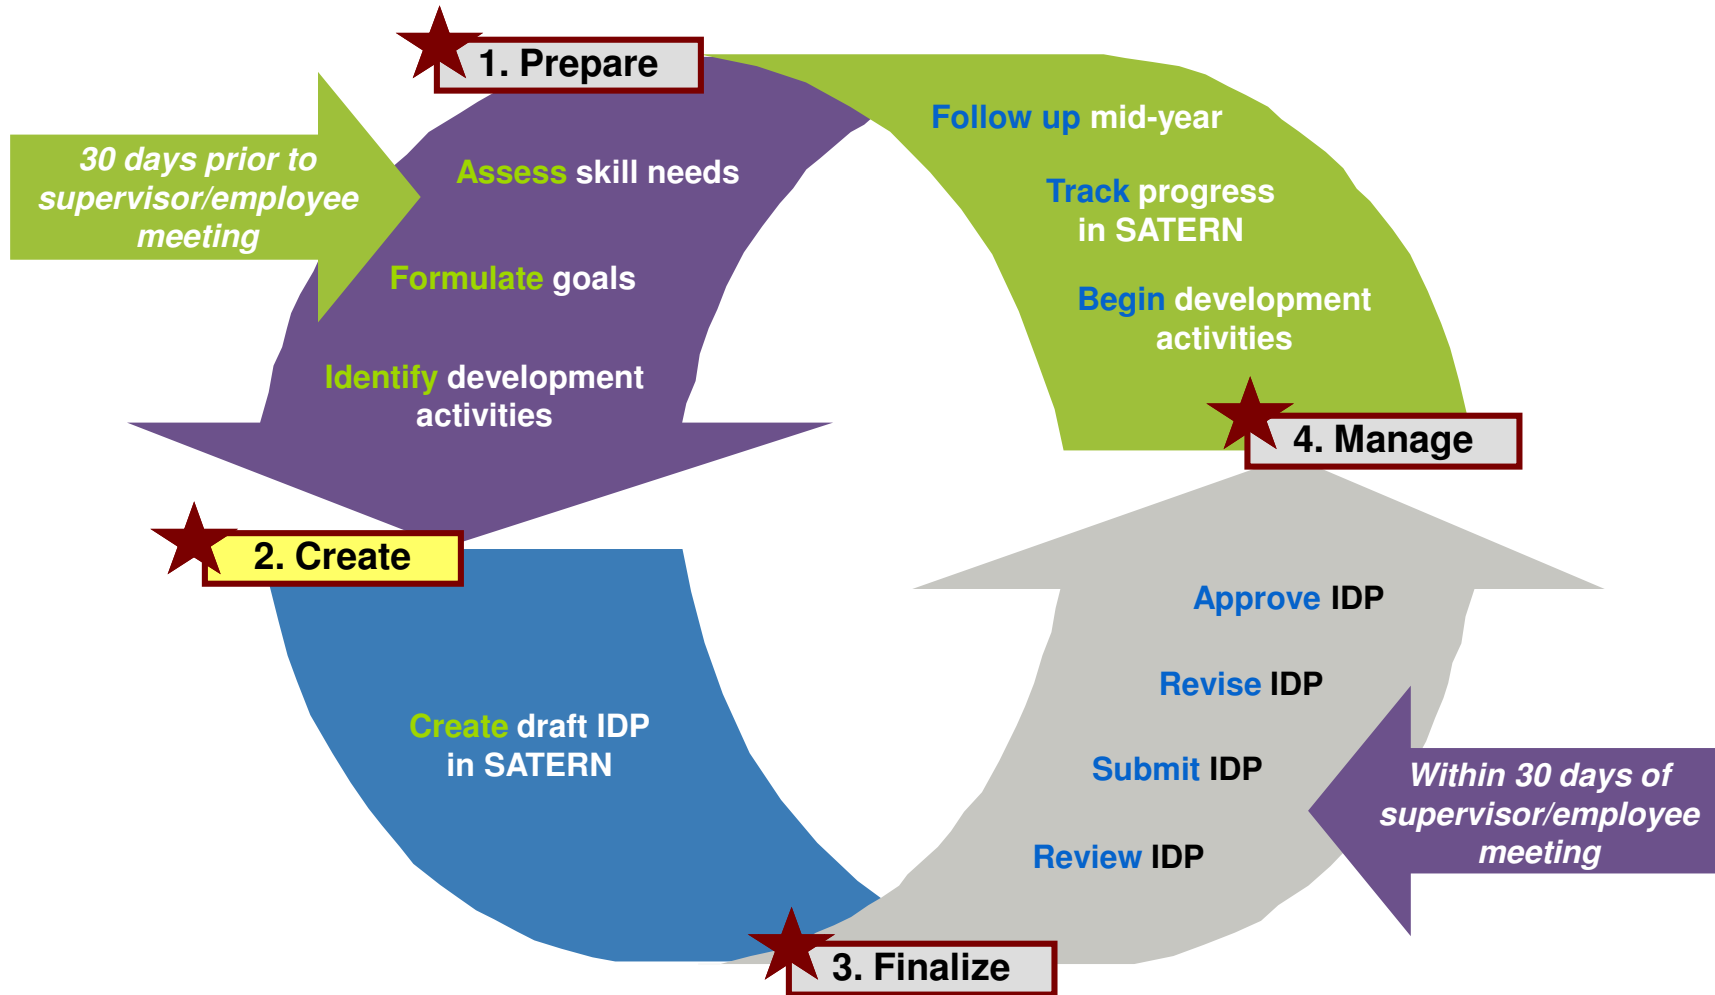 1. Prepare
30 days prior to
supervisor/employee
meeting
Assess skill needs
Formulate goals
Identify development
activities
2. Create
Create draft IDP
in SATERN
3. Finalize
Review IDP
Submit IDP
Revise IDP
Approve IDP
Within 30 days of
supervisor/employee
meeting
4. Manage
Follow up mid-year
Track progress
in SATERN
Begin development
activities